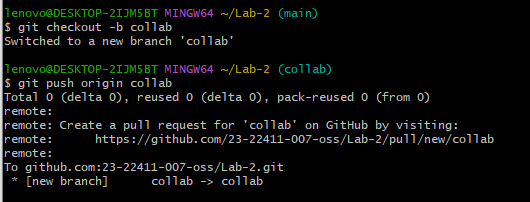 lenovo@DESKTOP-2IJM5BT MINGW64 ~/Lab-2 (main)
$ git checkout -b collab
Switched to a new branch 'collab'

lenovo@DESKTOP-2IJM5BT MINGW64 ~/Lab-2 (collab)
$ git push origin collab
Total 0 (delta 0), reused 0 (delta 0), pack-reused 0 (from 0)
remote:
remote: Create a pull request for 'collab' on GitHub by visiting:
remote:      https://github.com/23-22411-007-oss/Lab-2/pull/new/collab
remote:
To github.com:23-22411-007-oss/Lab-2.git
 * [new branch]      collab -> collab